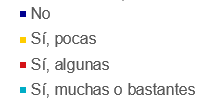 No
Sí, pocas
Sí, algunas
Sí, muchas o bastantes